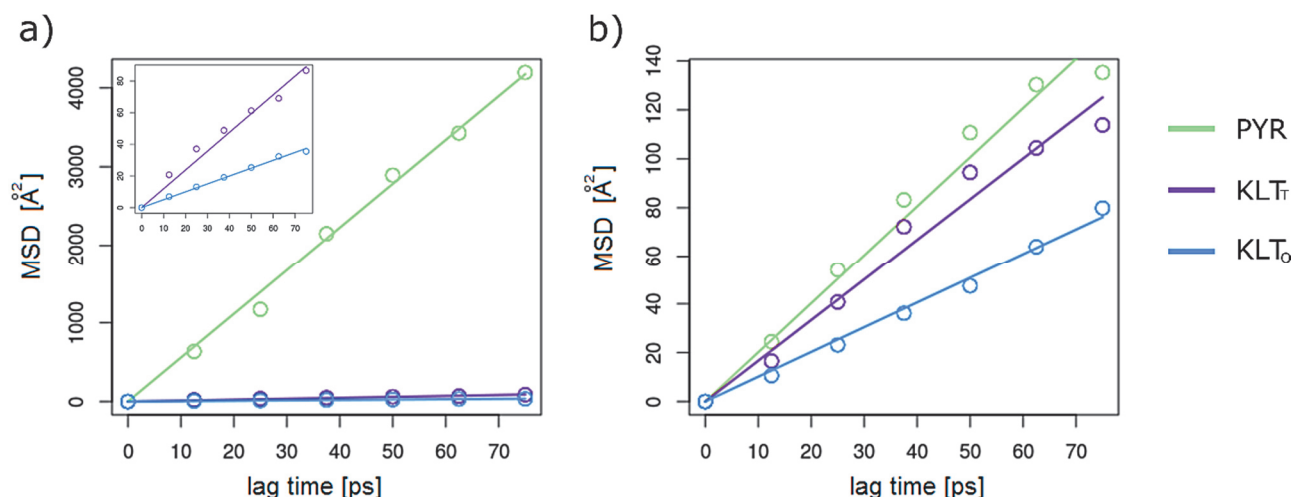 a)
MSD [Å²]
0 1000 2000 3000 4000
0 10 20 30 40 50 60 70
lag time [ps]
0 20 40 60 80
0 10 20 30 40 50 60 70
b)
MSD [Å²]
0 20 40 60 80 100 120 140
0 10 20 30 40 50 60 70
lag time [ps]
PYR
KLT_T
KLT_O